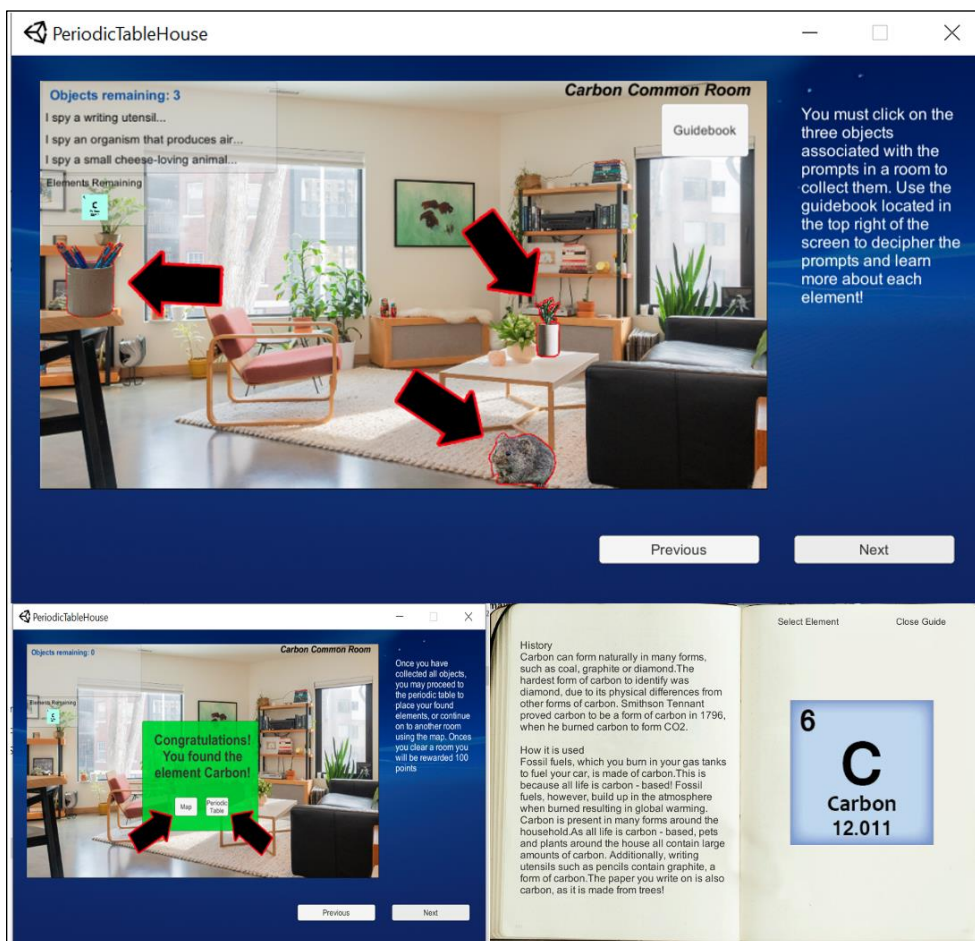 PeriodicTableHouse
Objects remaining: 3
I spy a writing utensil...
I spy an organism that produces air...
I spy a small cheese-loving animal...
Elements Remaining
C
Carbon Common Room
Guidebook
You must click on the
three objects
associated with the
prompts in a room to
collect them. Use the
guidebook located in
the top right of the
screen to decipher the
prompts and learn
more about each
element!
Previous
Next
PeriodicTableHouse
Objects remaining: 0
Elements Remaining
C
Carbon Common Room
Congratulations!
You found the
element Carbon!
Map
Periodic
Table
Once you have
collected all objects,
you may proceed to
the periodic table to
place your found
elements, or continue
on to another room
using the map. Onces
you clear a room you
will be rewarded 100
points
Previous
Next
Select Element
Close Guide
History
Carbon can form naturally in many forms,
such as coal, graphite or diamond.The
hardest form of carbon to identify was
diamond, due to its physical differences from
other forms of carbon. Smithson Tennant
proved carbon to be a form of carbon in 1796,
when he burned carbon to form CO2.
How it is used
Fossil fuels, which you burn in your gas tanks
to fuel your car, is made of carbon.This is
because all life is carbon - based! Fossil
fuels, however, build up in the atmosphere
when burned resulting in global warming.
Carbon is present in many forms around the
household.As all life is carbon - based, pets
and plants around the house all contain large
amounts of carbon. Additionally, writing
utensils such as pencils contain graphite, a
form of carbon.The paper you write on is also
carbon, as it is made from trees!
6
C
Carbon
12.011